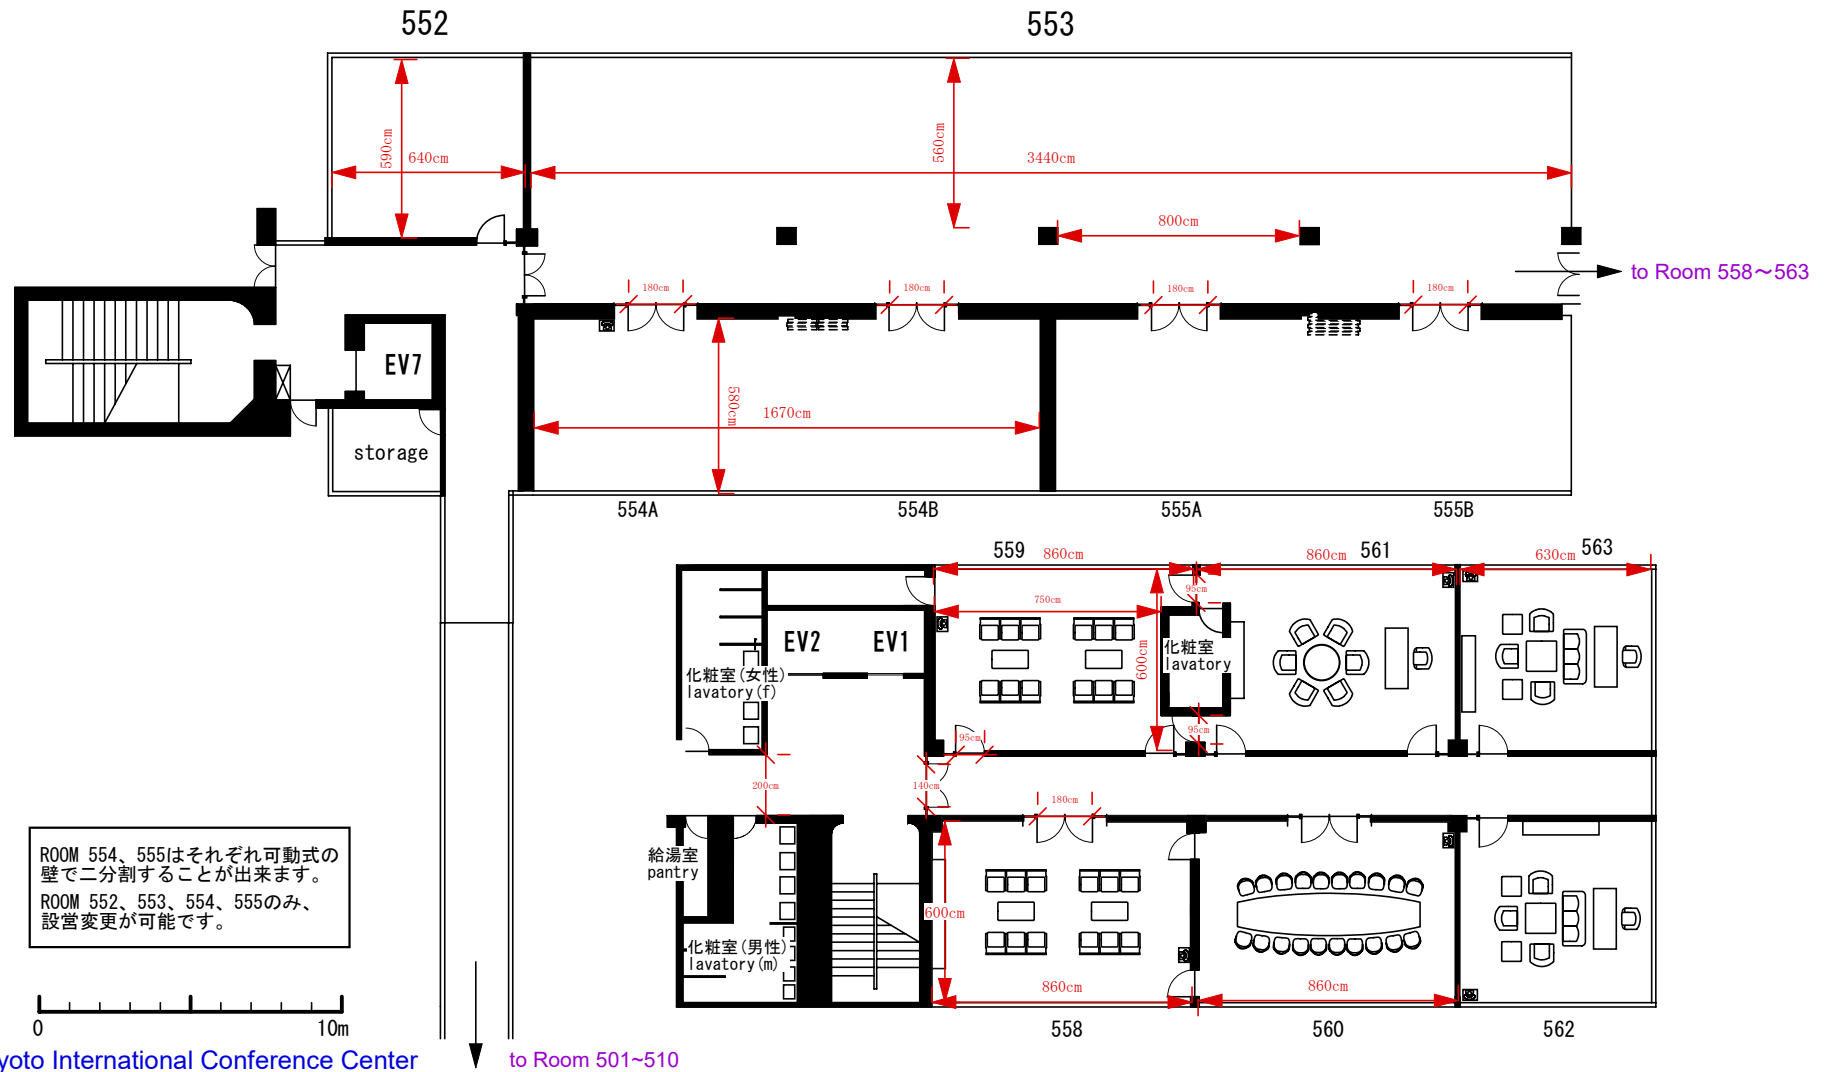 552
553
590cm
640cm
560cm
3440cm
800cm
to Room 558～563
180cm
180cm
180cm
180cm
EV7
580cm
1670cm
storage
554A
554B
555A
555B
559
860cm
860cm
561
630cm
563
95cm
750cm
EV2
EV1
600cm
化粧室
lavatory
化粧室(女性)
lavatory(f)
95cm
95cm
200cm
140cm
180cm
ROOM 554、555はそれぞれ可動式の
壁で二分割することが出来ます。
ROOM 552、553、554、555のみ、
設営変更が可能です。
給湯室
pantry
600cm
化粧室(男性)
lavatory(m)
860cm
860cm
0
10m
558
560
562
yoto International Conference Center
to Room 501~510